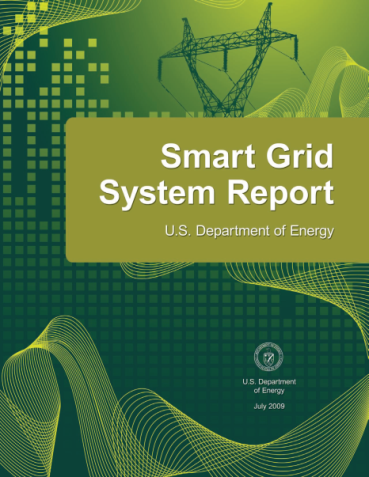 Smart Grid
System Report
U.S. Department of Energy
U.S. Department
of Energy
July 2009